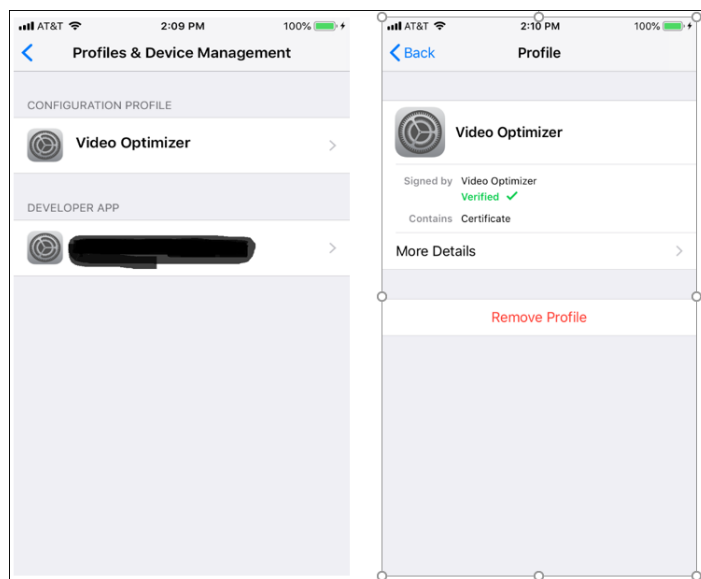 AT&T 2:09 PM 100%
Profiles & Device Management
CONFIGURATION PROFILE
Video Optimizer
DEVELOPER APP
AT&T 2:10 PM 100%
Back Profile
Video Optimizer
Signed by Video Optimizer
Verified
Contains Certificate
More Details
Remove Profile